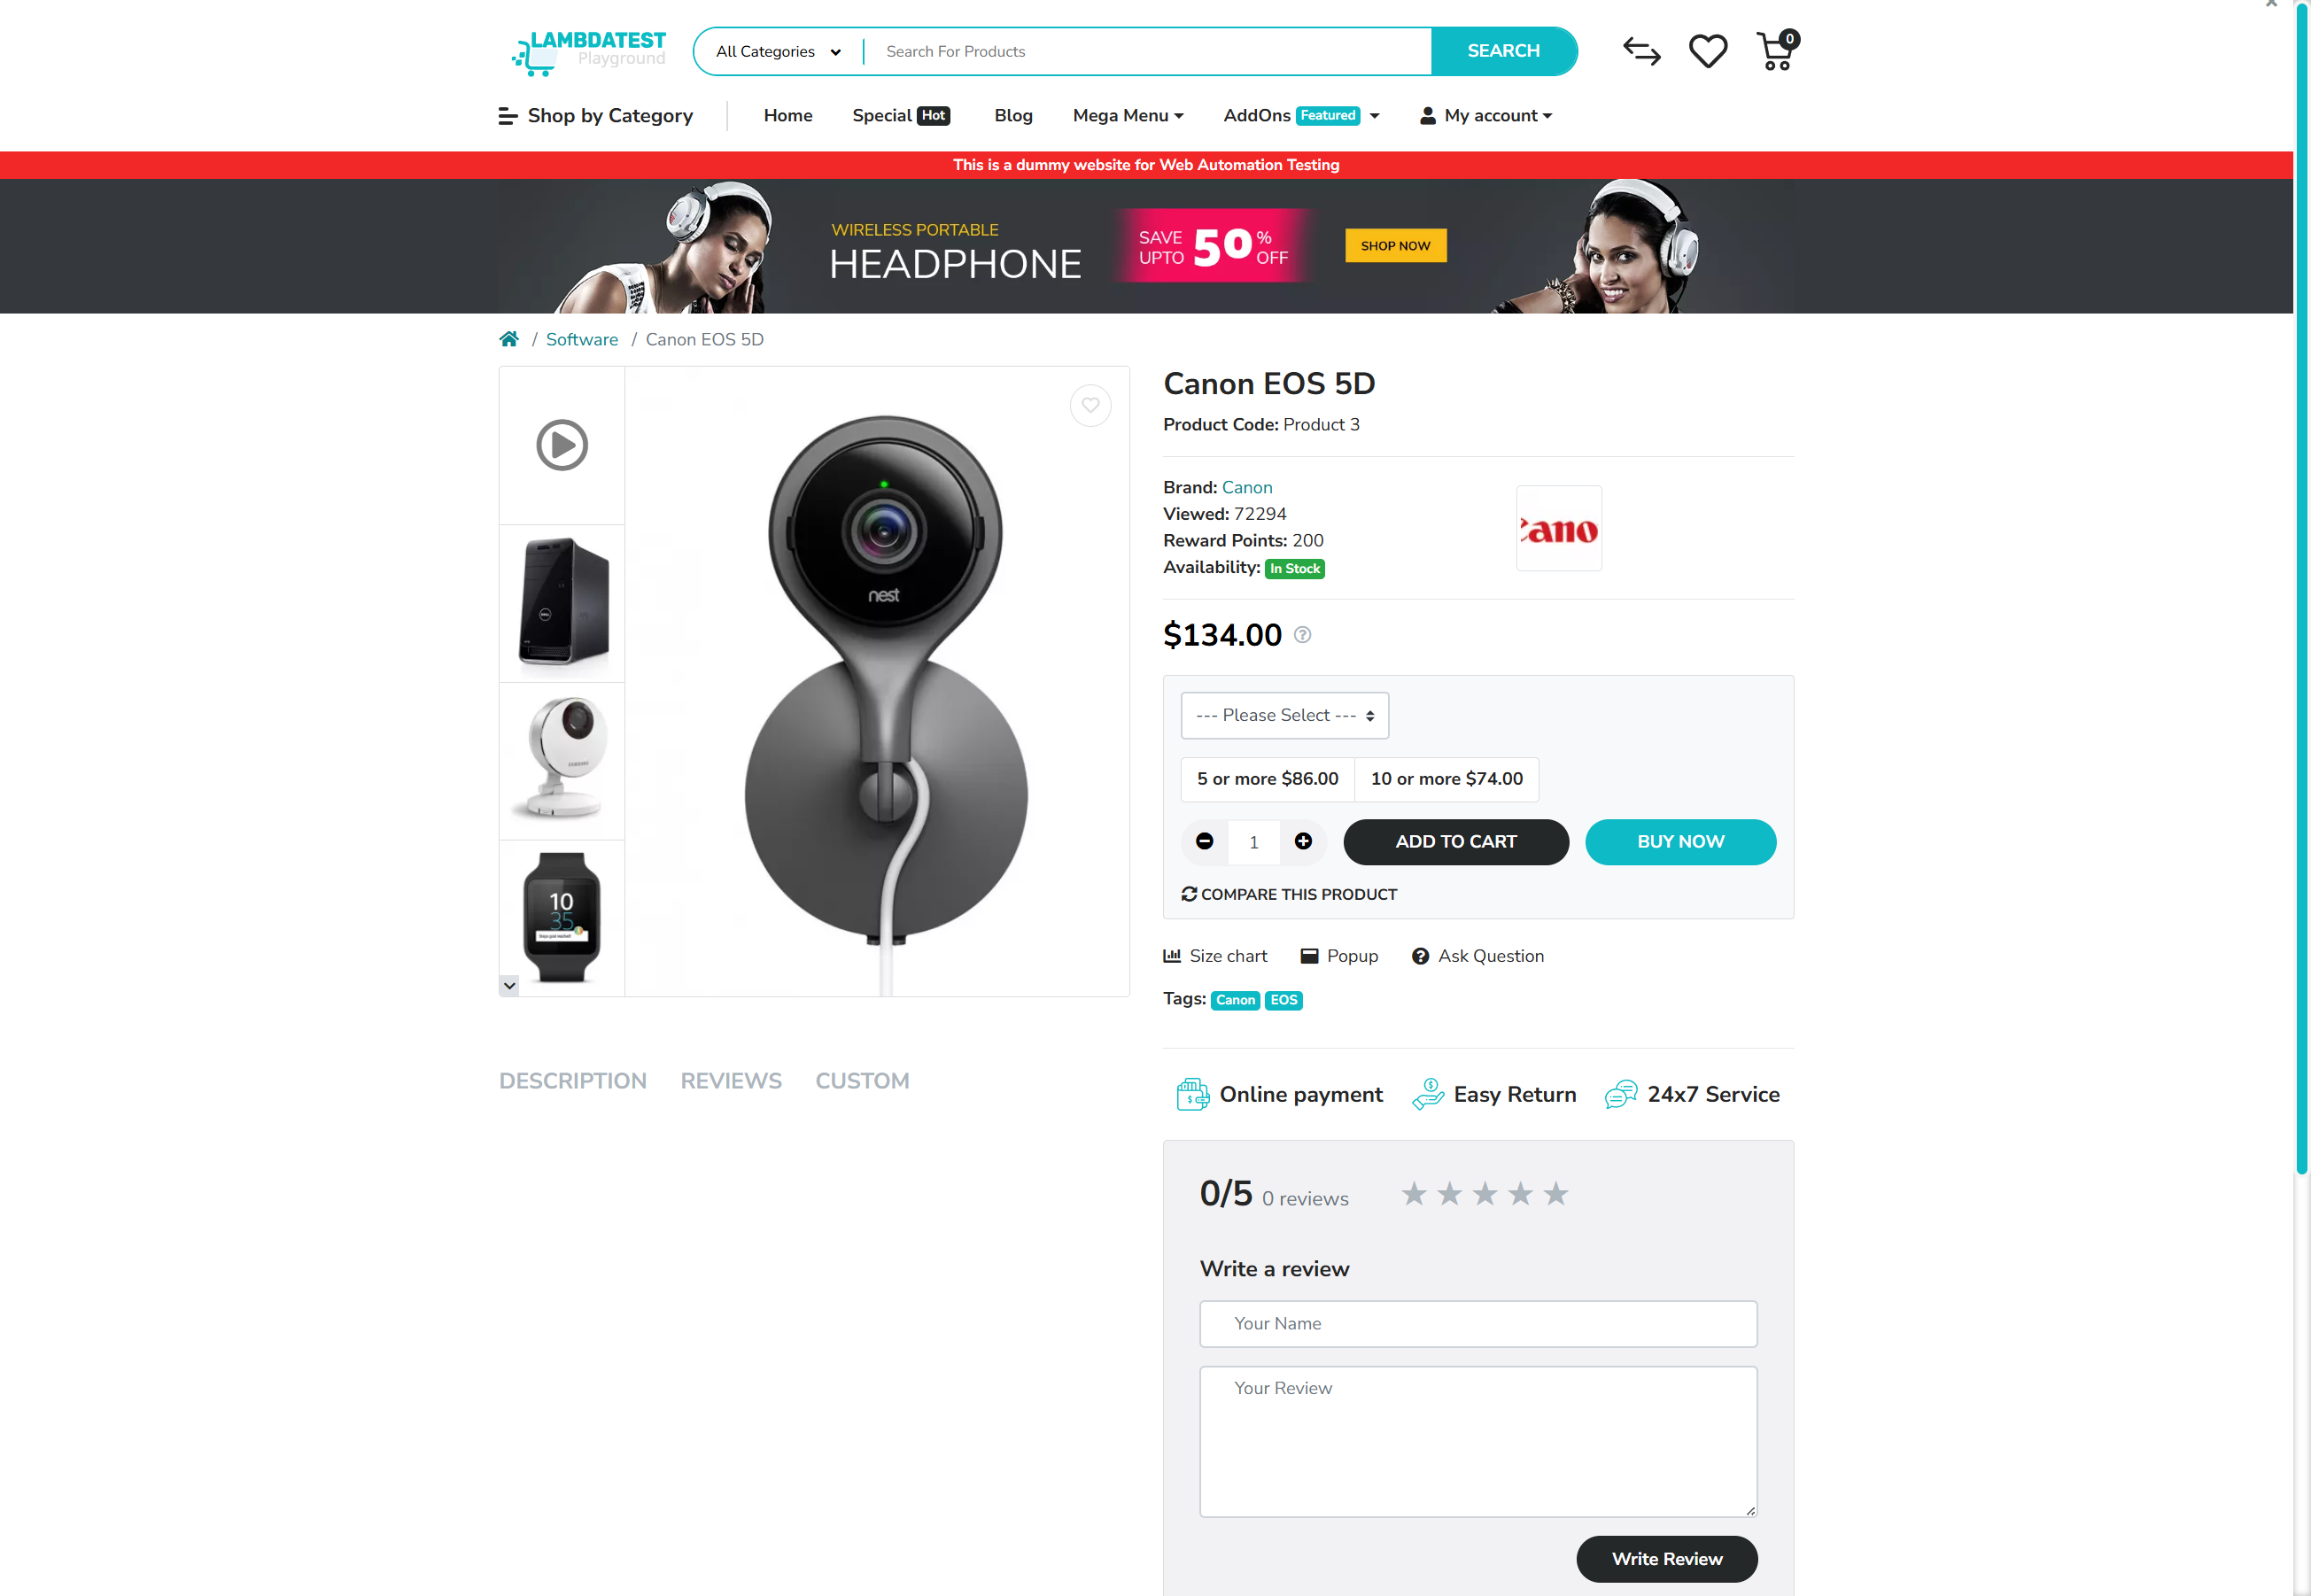 LAMBDATEST
Playground
All Categories
Search For Products
SEARCH
0
Shop by Category
Home
Special Hot
Blog
Mega Menu
AddOns Featured
My account
This is a dummy website for Web Automation Testing
WIRELESS PORTABLE
HEADPHONE
SAVE UPTO 50 % OFF
SHOP NOW
/ Software / Canon EOS 5D
nest
DELL
SAMSUNG
10
35
Canon EOS 5D
Product Code: Product 3
Brand: Canon
Viewed: 72294
Reward Points: 200
Availability: In Stock
cano
$134.00
--- Please Select ---
5 or more $86.00
10 or more $74.00
1
ADD TO CART
BUY NOW
COMPARE THIS PRODUCT
Size chart
Popup
Ask Question
Tags: Canon EOS
DESCRIPTION
REVIEWS
CUSTOM
Online payment
Easy Return
24x7 Service
0/5 0 reviews
Write a review
Your Name
Your Review
Write Review